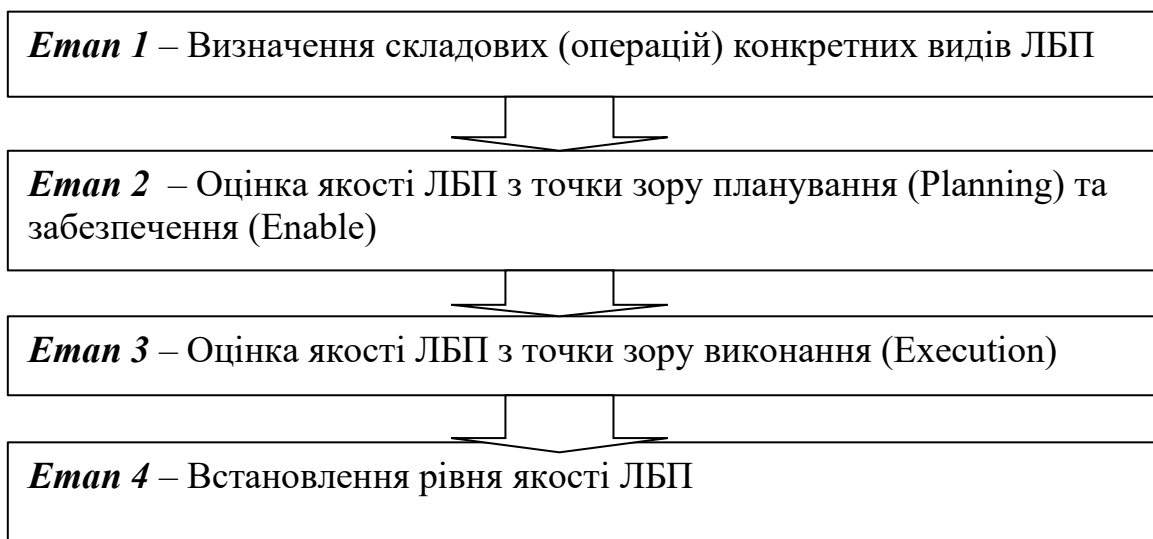 Етап 1 – Визначення складових (операцій) конкретних видів ЛБП
Етап 2 – Оцінка якості ЛБП з точки зору планування (Planning) та
забезпечення (Enable)
Етап 3 – Оцінка якості ЛБП з точки зору виконання (Execution)
Етап 4 – Встановлення рівня якості ЛБП